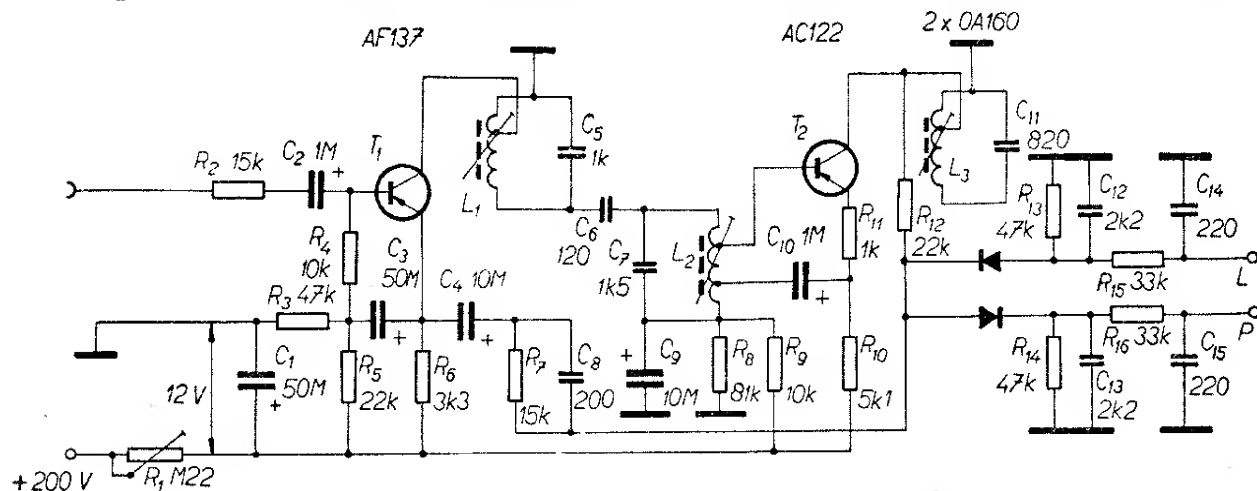 AF137
AC122
2 x OA160
T1
T2
C2 1M
+
R2 15k
C5
1k
L1
C11
820
L3
R4
10k
C3
50M
+
R3
47k
C4 10M
+
C6
120
C7
1k5
L2
C10 1M
+
R11
1k
R12
22k
R13
47k
C12
2k2
C14
220
R15 33k
L
12 V
C1
50M
+
R5
22k
R6
3k3
R7
15k
C8
200
C9
+
10M
R8
81k
R9
10k
R10
5k1
R14
47k
C13
2k2
R16
33k
C15
220
P
+200 V
R1 M22